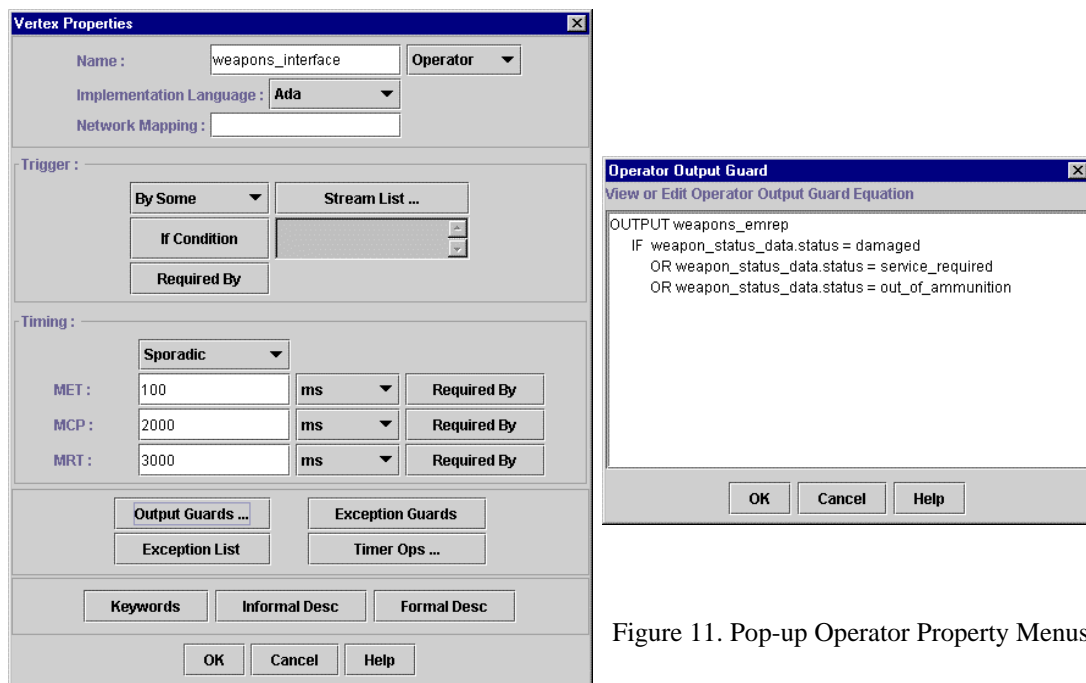 Vertex Properties
Name : weapons_interface Operator
Implementation Language : Ada
Network Mapping :
Trigger :
By Some Stream List ...
If Condition
Required By
Timing :
Sporadic
MET : 100 ms Required By
MCP : 2000 ms Required By
MRT : 3000 ms Required By
Output Guards ... Exception Guards
Exception List Timer Ops ...
Keywords Informal Desc Formal Desc
OK Cancel Help
Operator Output Guard
View or Edit Operator Output Guard Equation
OUTPUT weapons_emrep
IF weapon_status_data.status = damaged
OR weapon_status_data.status = service_required
OR weapon_status_data.status = out_of_ammunition
OK Cancel Help
Figure 11. Pop-up Operator Property Menus